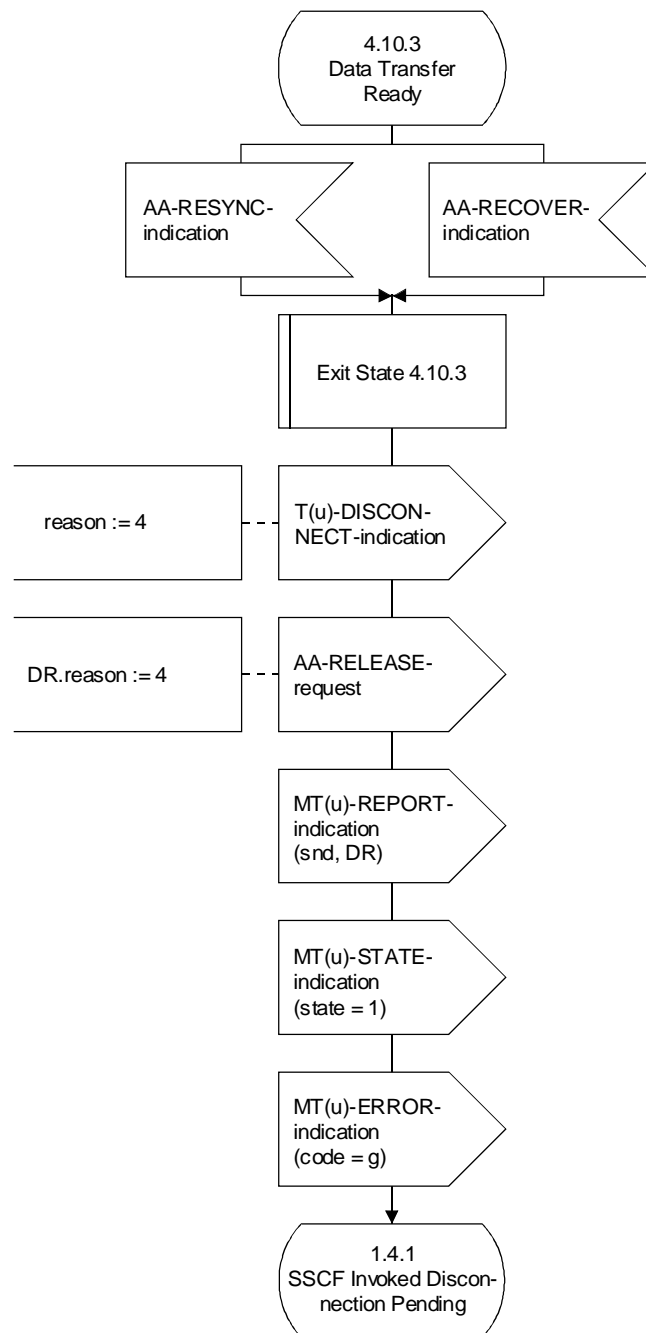 4.10.3
Data Transfer
Ready
AA-RESYNC-
indication
AA-RECOVER-
indication
Exit State 4.10.3
reason := 4
T(u)-DISCON-
NECT-indication
DR.reason := 4
AA-RELEASE-
request
MT(u)-REPORT-
indication
(snd, DR)
MT(u)-STATE-
indication
(state = 1)
MT(u)-ERROR-
indication
(code = g)
1.4.1
SSCF Invoked Discon-
nection Pending